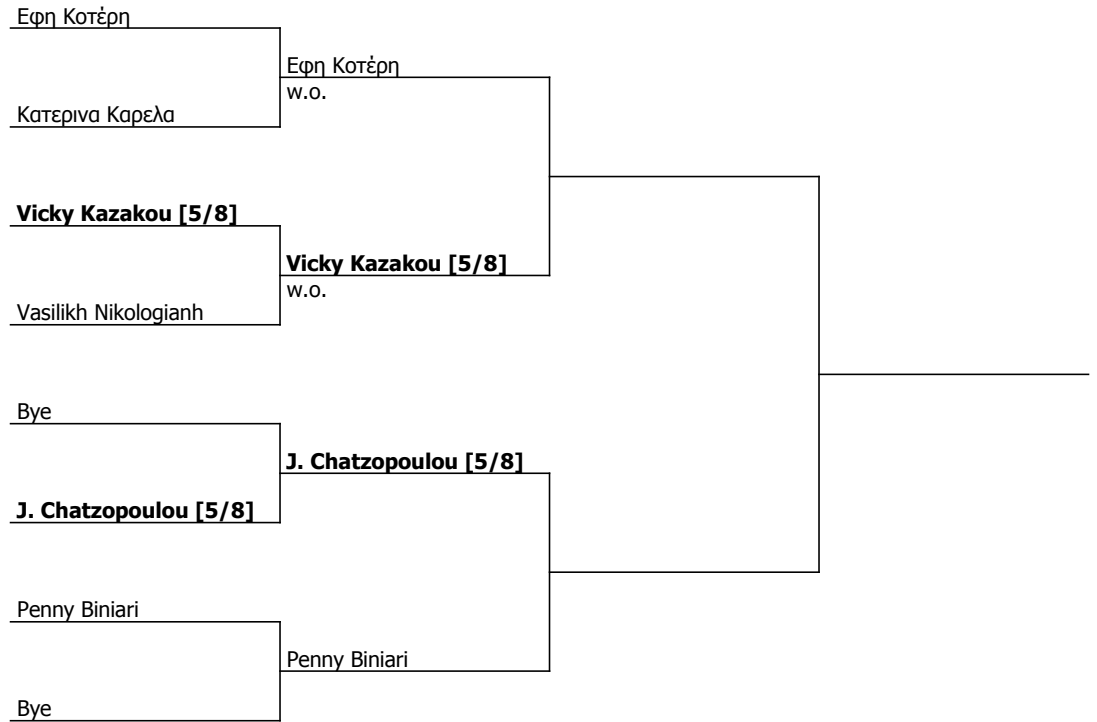 Εφη Κοτέρη
Εφη Κοτέρη
w.o.
Κατερινα Καρελα
Vicky Kazakou [5/8]
Vicky Kazakou [5/8]
w.o.
Vasilikh Nikologianh
Bye
J. Chatzopoulou [5/8]
J. Chatzopoulou [5/8]
Penny Biniari
Penny Biniari
Bye